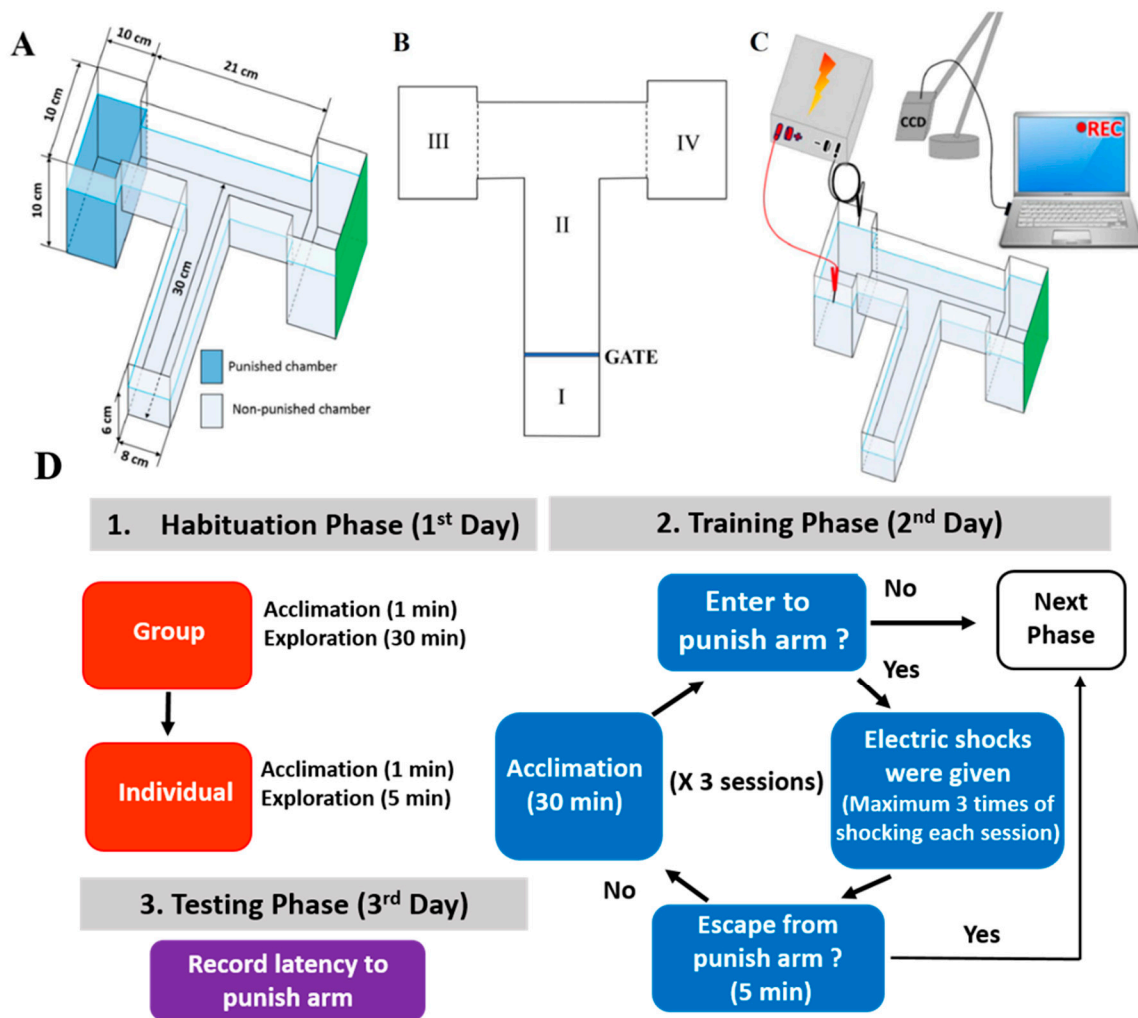 A
10 cm
21 cm
10 cm
10 cm
30 cm
6 cm
8 cm
Punished chamber
Non-punished chamber
B
III
IV
II
GATE
I
C
CCD
REC
D
1. Habituation Phase (1st Day)
Group
Acclimation (1 min)
Exploration (30 min)
Individual
Acclimation (1 min)
Exploration (5 min)
2. Training Phase (2nd Day)
Enter to
punish arm ?
No
Next
Phase
Yes
Acclimation
(30 min)
(X 3 sessions)
Electric shocks
were given
(Maximum 3 times of
shocking each session)
No
Escape from
punish arm ?
(5 min)
Yes
3. Testing Phase (3rd Day)
Record latency to
punish arm